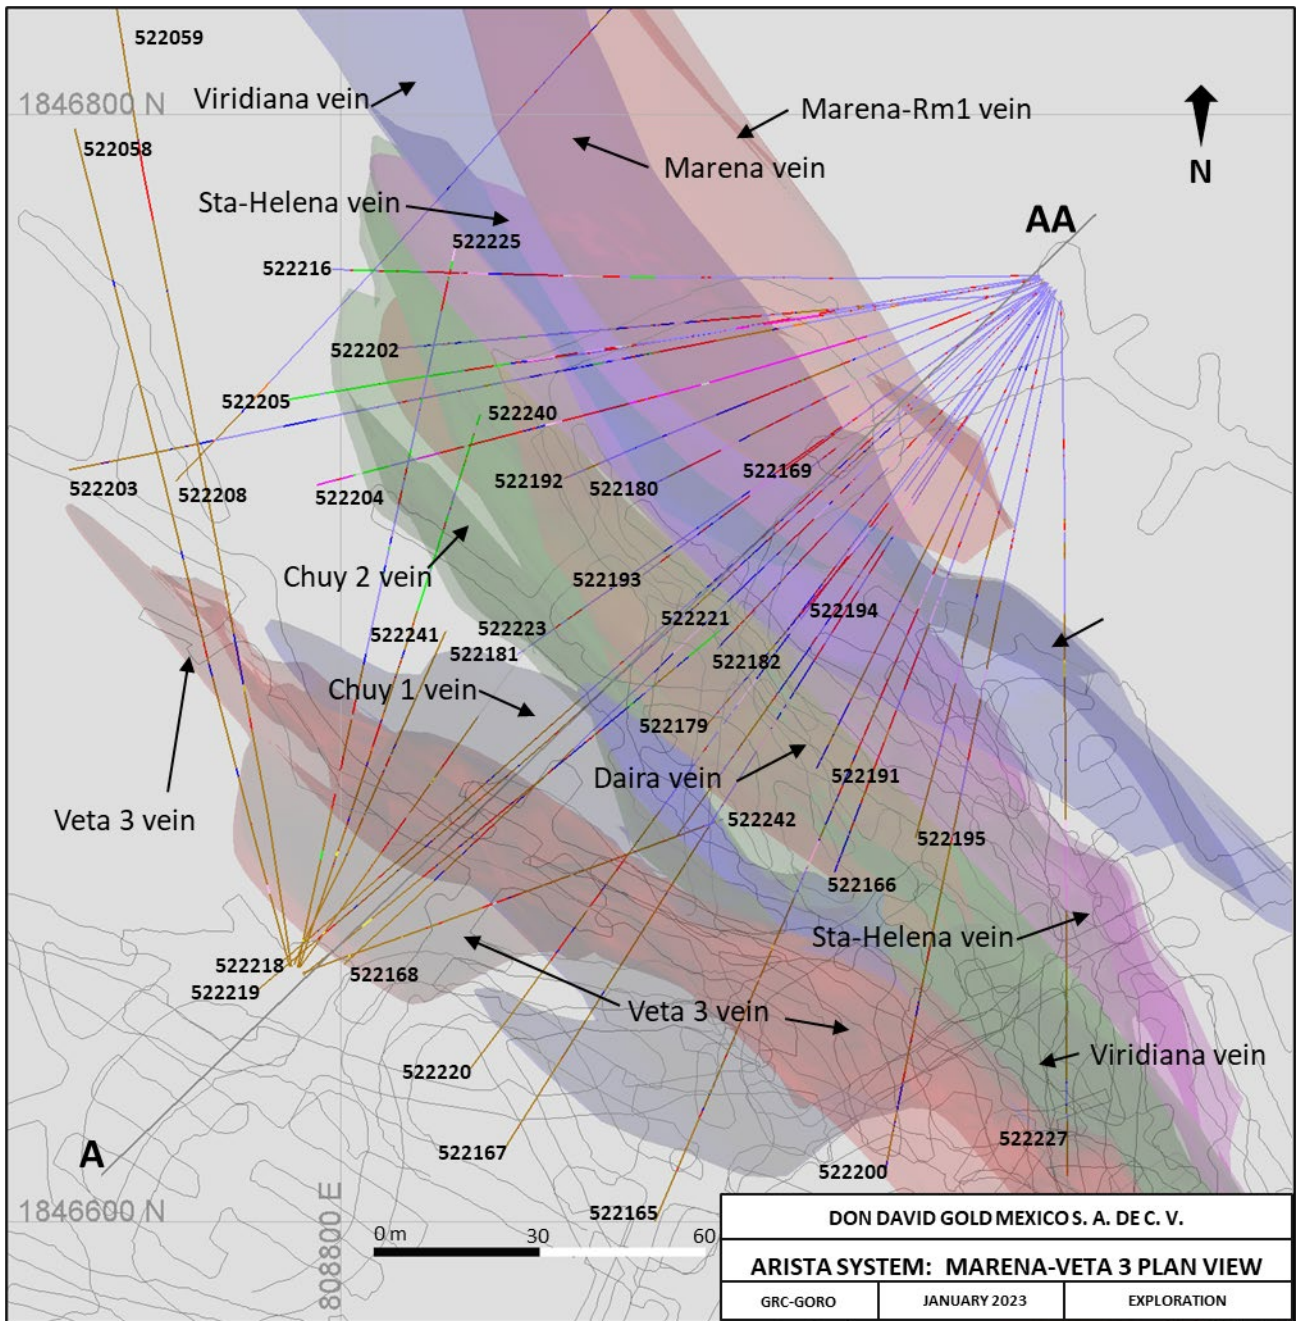 522059
1846800 N
Viridiana vein
Marena-Rm1 vein
522058
Marena vein
N
Sta-Helena vein
AA
522225
522216
522202
522205
522240
522169
522203
522208
522204
522192
522180
Chuy 2 vein
522193
522194
522221
522223
522241
522181
522182
Chuy 1 vein
522179
Daira vein
522191
Veta 3 vein
522242
522195
522166
Sta-Helena vein
522218
522168
522219
Veta 3 vein
Viridiana vein
522220
522227
A
522167
522200
1846600 N
808800 E
522165
0 m
30
60
DON DAVID GOLD MEXICO S. A. DE C. V.
ARISTA SYSTEM: MARENA-VETA 3 PLAN VIEW
GRC-GORO
JANUARY 2023
EXPLORATION